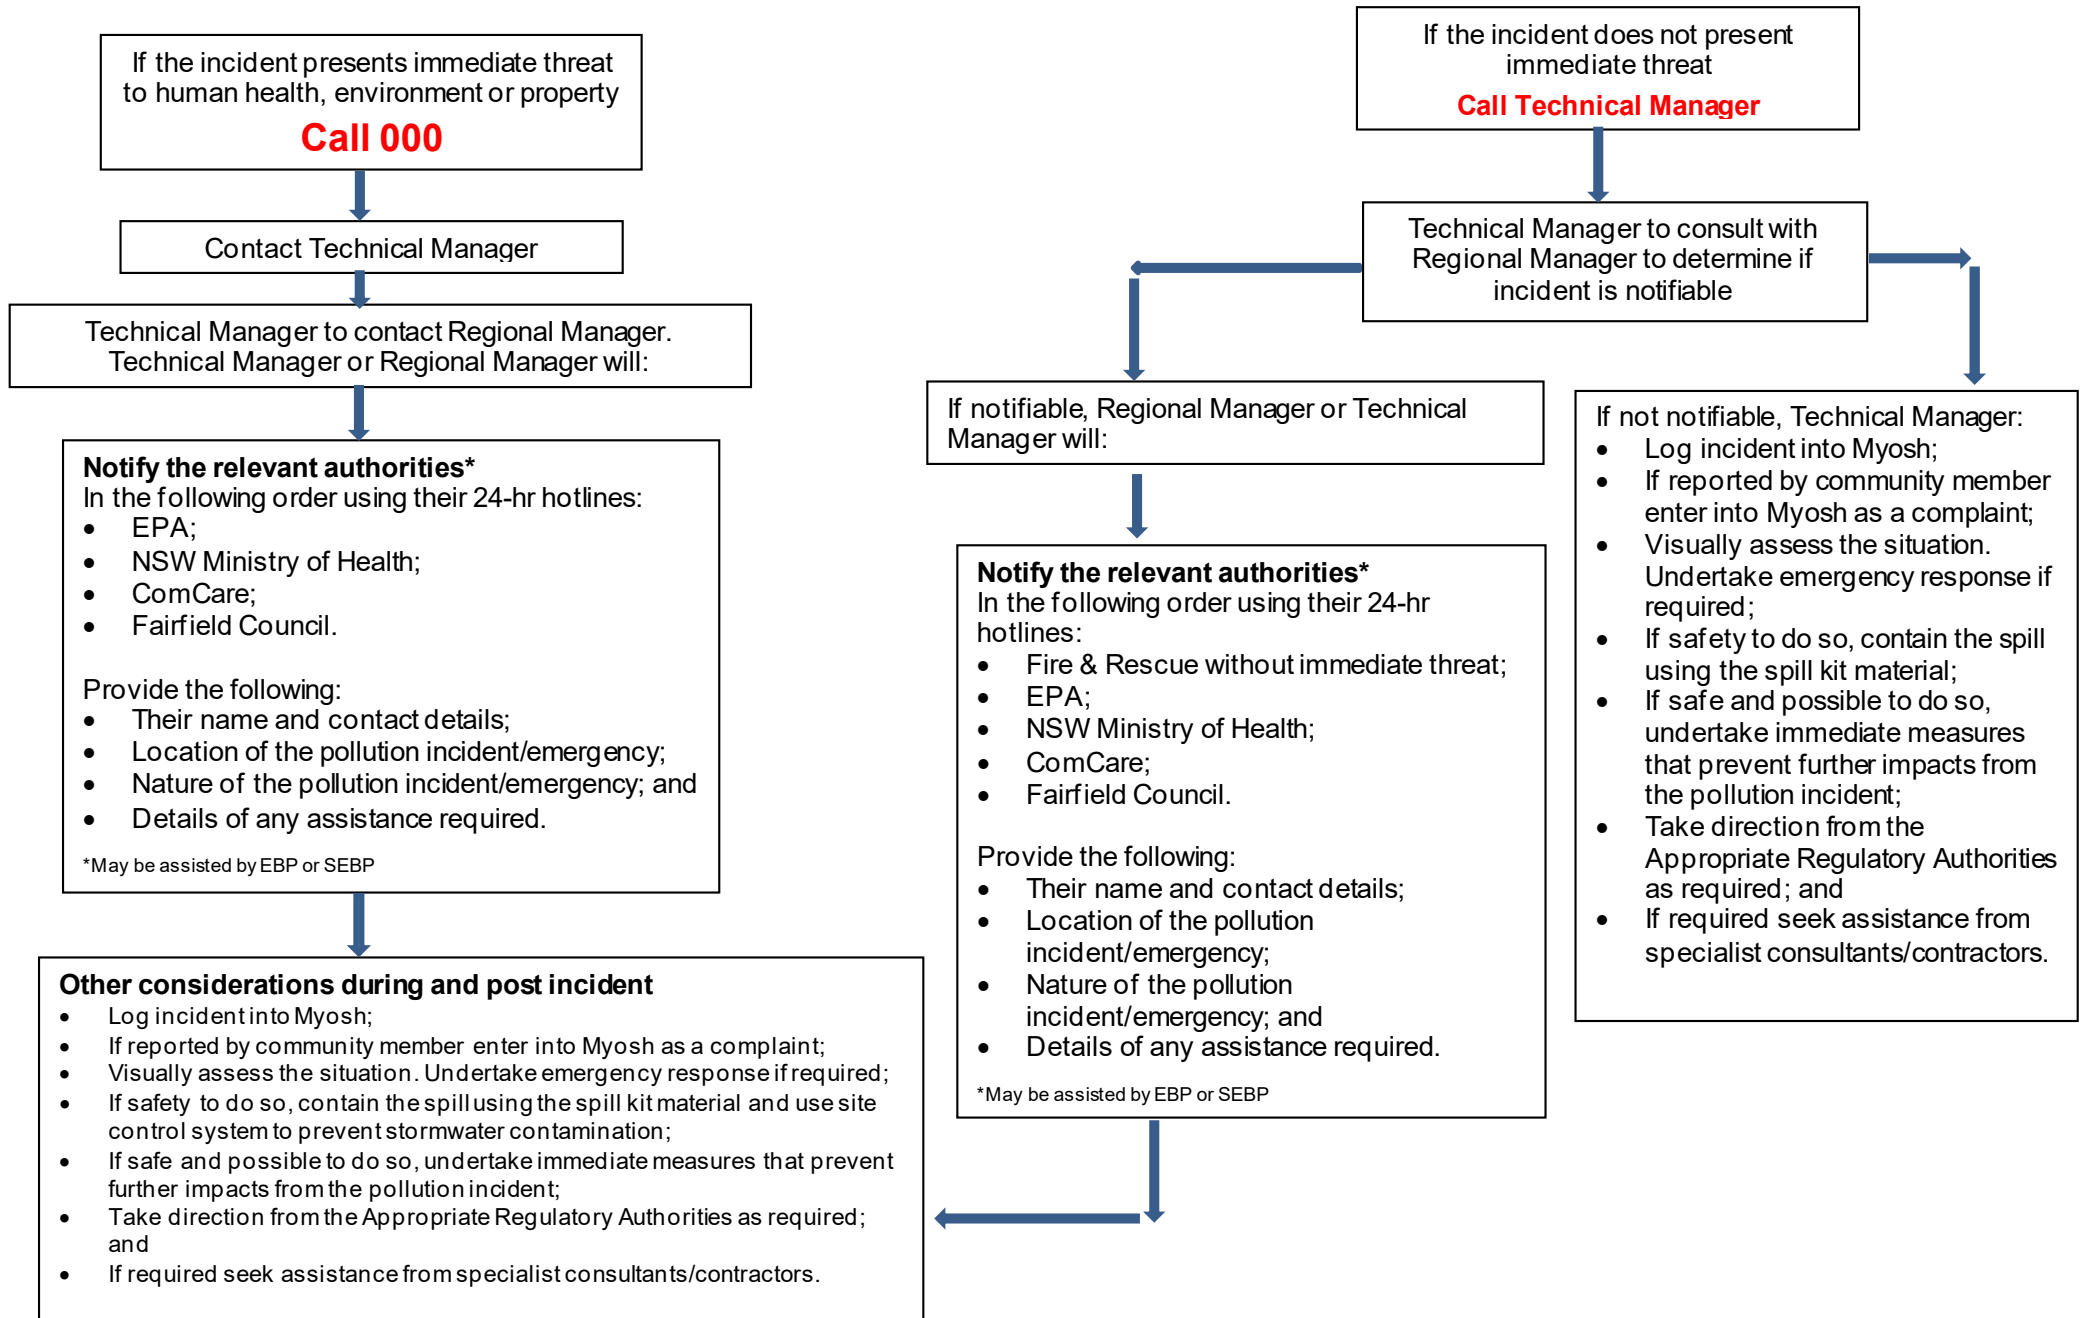 If the incident presents immediate threat
to human health, environment or property
Call 000
Contact Technical Manager
Technical Manager to contact Regional Manager.
Technical Manager or Regional Manager will:
Notify the relevant authorities*
In the following order using their 24-hr hotlines:
• EPA;
• NSW Ministry of Health;
• ComCare;
• Fairfield Council.
Provide the following:
• Their name and contact details;
• Location of the pollution incident/emergency;
• Nature of the pollution incident/emergency; and
• Details of any assistance required.
*May be assisted by EBP or SEBP
Other considerations during and post incident
• Log incident into Myosh;
• If reported by community member enter into Myosh as a complaint;
• Visually assess the situation. Undertake emergency response if required;
• If safety to do so, contain the spill using the spill kit material and use site
control system to prevent stormwater contamination;
• If safe and possible to do so, undertake immediate measures that prevent
further impacts from the pollution incident;
• Take direction from the Appropriate Regulatory Authorities as required;
and
• If required seek assistance from specialist consultants/contractors.
If the incident does not present
immediate threat
Call Technical Manager
Technical Manager to consult with
Regional Manager to determine if
incident is notifiable
If notifiable, Regional Manager or Technical
Manager will:
Notify the relevant authorities*
In the following order using their 24-hr
hotlines:
• Fire & Rescue without immediate threat;
• EPA;
• NSW Ministry of Health;
• ComCare;
• Fairfield Council.
Provide the following:
• Their name and contact details;
• Location of the pollution
incident/emergency;
• Nature of the pollution
incident/emergency; and
• Details of any assistance required.
*May be assisted by EBP or SEBP
If not notifiable, Technical Manager:
• Log incident into Myosh;
• If reported by community member
enter into Myosh as a complaint;
• Visually assess the situation.
Undertake emergency response if
required;
• If safety to do so, contain the spill
using the spill kit material;
• If safe and possible to do so,
undertake immediate measures
that prevent further impacts from
the pollution incident;
• Take direction from the
Appropriate Regulatory Authorities
as required; and
• If required seek assistance from
specialist consultants/contractors.